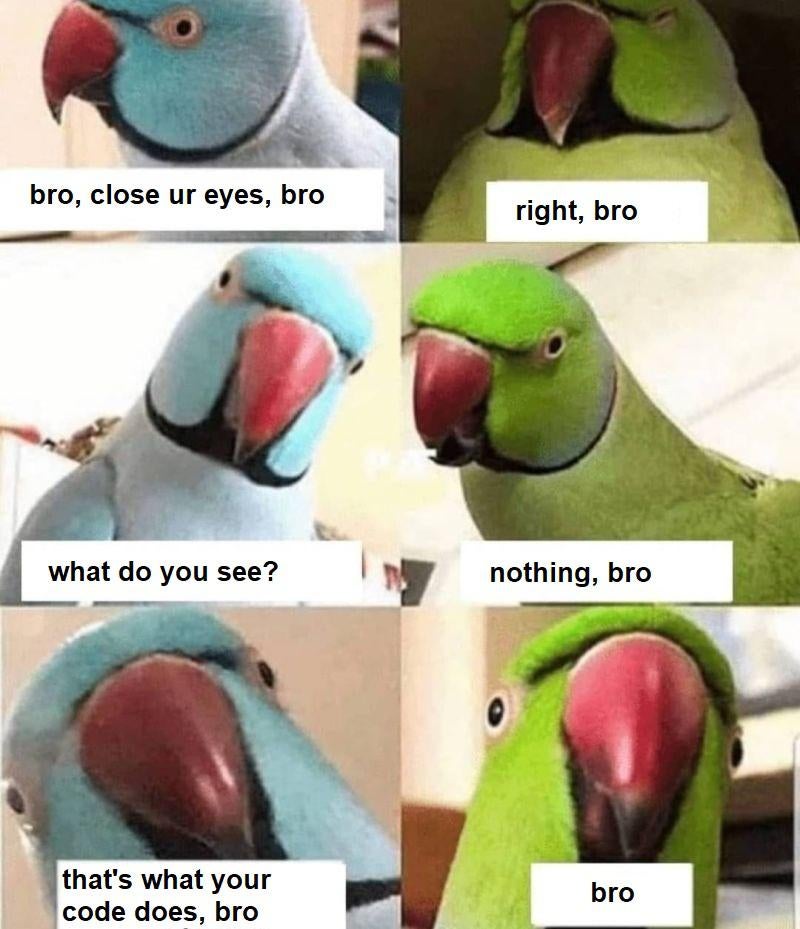 bro, close ur eyes, bro
right, bro
what do you see?
nothing, bro
that's what your
code does, bro
bro